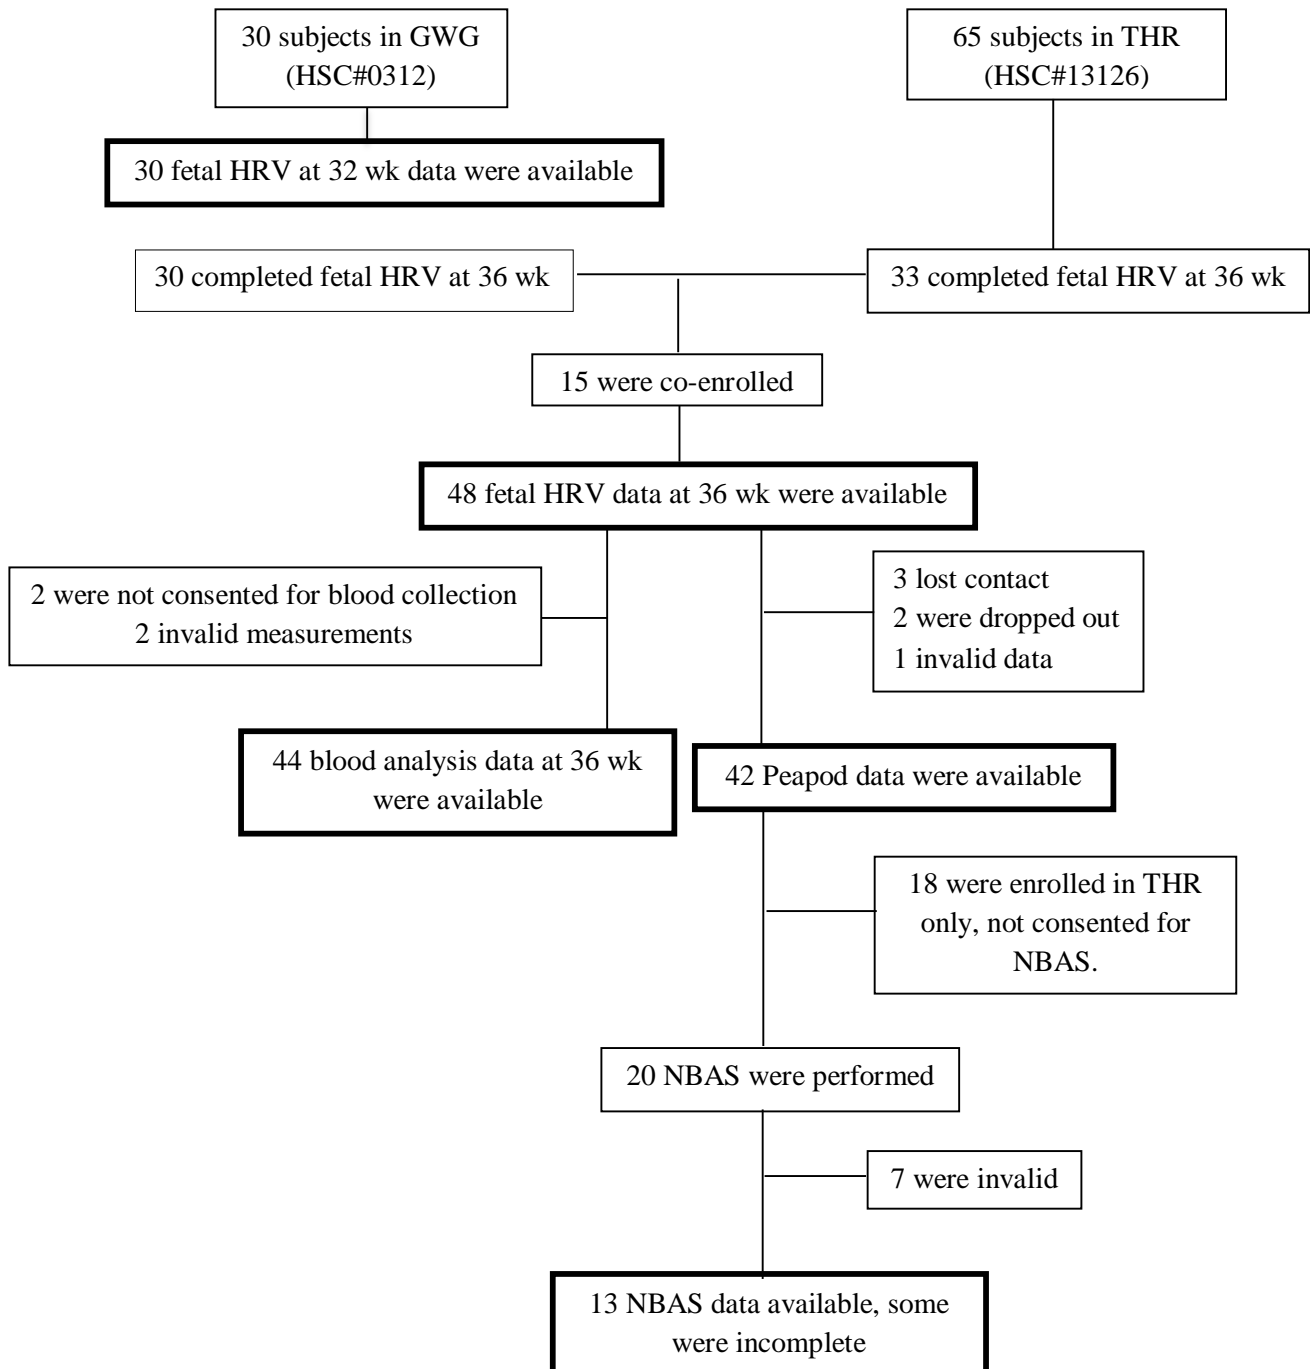 30 subjects in GWG
(HSC#0312)
65 subjects in THR
(HSC#13126)
30 fetal HRV at 32 wk data were available
30 completed fetal HRV at 36 wk
33 completed fetal HRV at 36 wk
15 were co-enrolled
48 fetal HRV data at 36 wk were available
2 were not consented for blood collection
2 invalid measurements
3 lost contact
2 were dropped out
1 invalid data
44 blood analysis data at 36 wk
were available
42 Peapod data were available
18 were enrolled in THR
only, not consented for
NBAS.
20 NBAS were performed
7 were invalid
13 NBAS data available, some
were incomplete